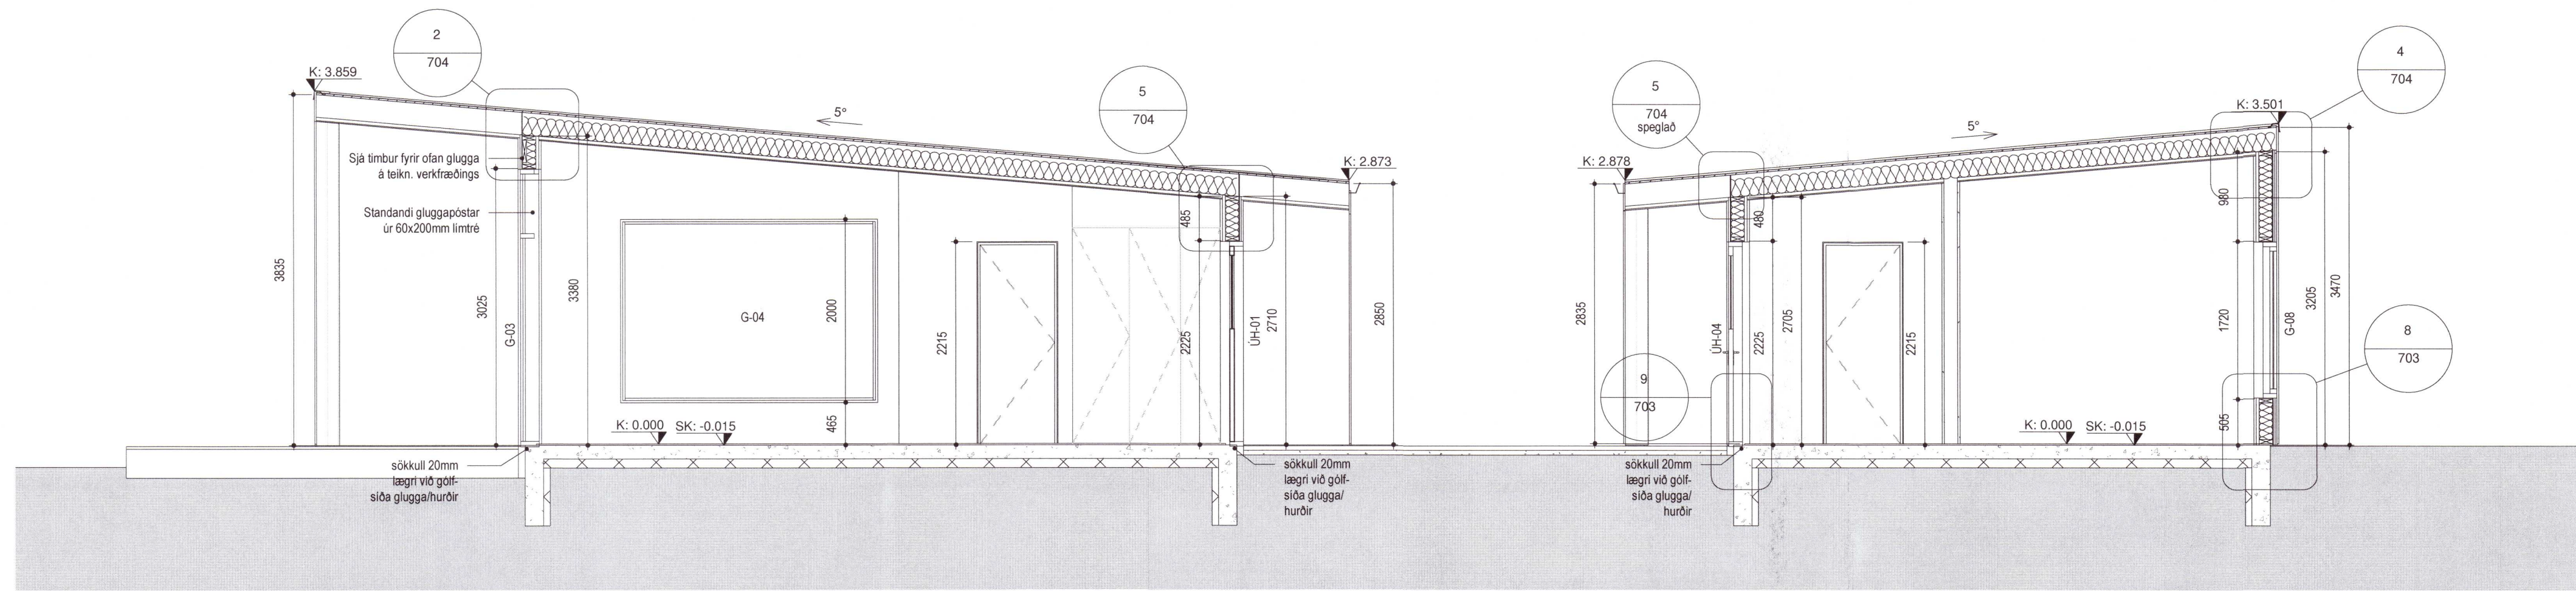 2
704
K: 3.859
5°
5
704
Sjá timbur fyrir ofan glugga
á teikn. verkfræðings
Standandi gluggapóstar
úr 60x200mm límtré
K: 2.873
3835
3025
G-03
3380
G-04
2000
465
2215
485
2225
ÚH-01
2710
2850
K: 0.000
SK: -0.015
sökkull 20mm
lægri við gólf-
síða glugga/hurðir
sökkull 20mm
lægri við gólf-
síða glugga/
hurðir
5
704
speglað
4
704
K: 2.878
5°
K: 3.501
2835
ÚH-04
480
2225
2705
2215
980
1720
505
G-08
3205
3470
9
703
8
703
K: 0.000
SK: -0.015
sökkull 20mm
lægri við gólf-
síða glugga/
hurðir